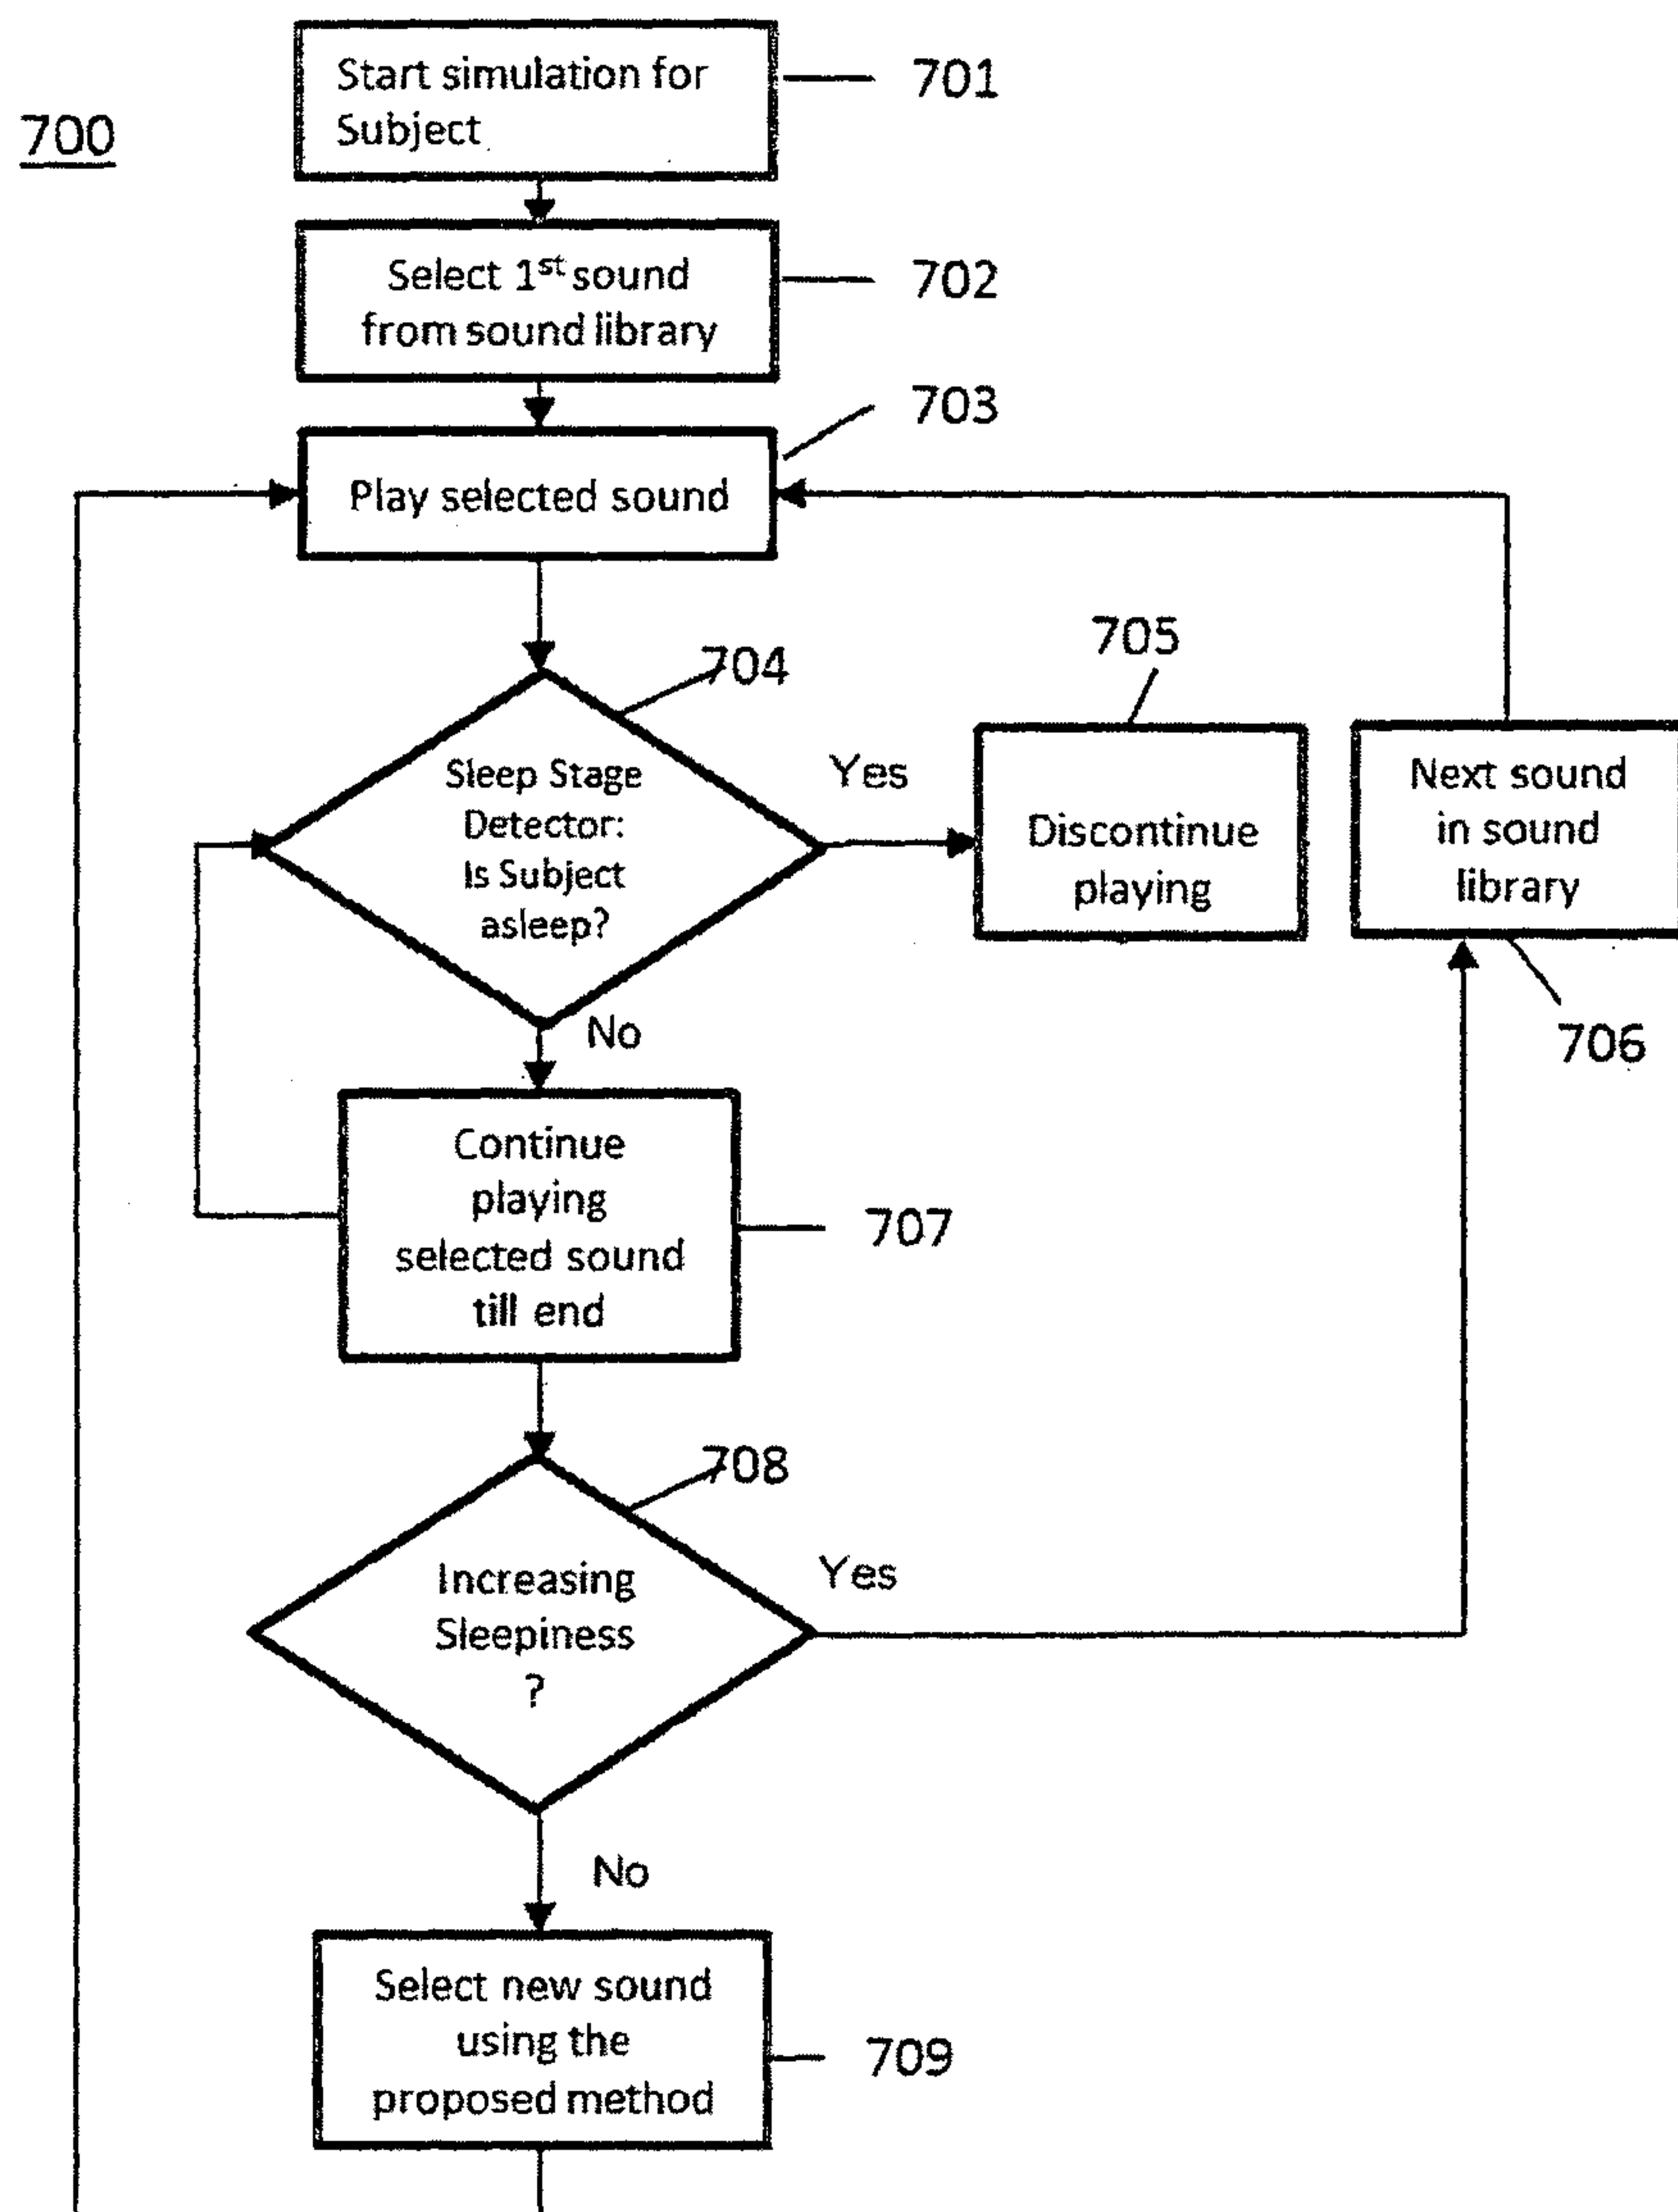 700
Start simulation for
Subject
701
Select 1st sound
from sound library
702
703
Play selected sound
704
Sleep Stage
Detector:
Is Subject
asleep?
Yes
705
Discontinue
playing
Next sound
in sound
library
706
No
Continue
playing
selected sound
till end
707
708
Increasing
Sleepiness
?
Yes
No
Select new sound
using the
proposed method
709